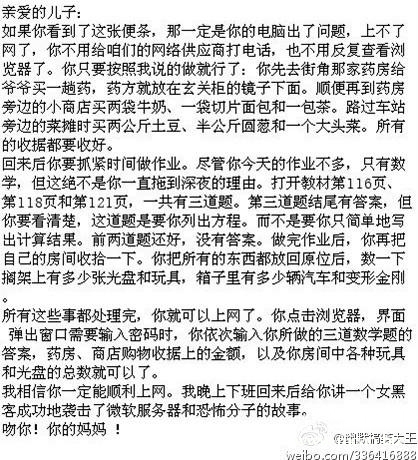 亲爱的儿子：
如果你看到了这张便条，那一定是你的电脑出了问题，上不了
网了，你不用给咱们的网络供应商打电话，也不用反复查看浏
览器了。你只要按照我说的做就行了：你先去街角那家药房给
爷爷买一趟药，药方就放在玄关柜的镜子下面。顺便再到药房
旁边的小商店买两袋牛奶、一袋切片面包和一包茶。路过车站
旁边的菜摊时买两公斤土豆、半公斤圆葱和一个大头菜。所有
的收据都要收好。
回来后你要抓紧时间做作业。尽管你今天的作业不多，只有数
学，但这绝不是你一直拖到深夜的理由。打开教材第116页、
第118页和第121页，一共有三道题。第三道题结尾有答案，但
你要看清楚，这道题是要你列出方程。而不是要你只简单地写
出计算结果。前两道题还好，没有答案。做完作业后，你再把
自己的房间收拾一下。你把所有的东西都放回原位后，数一下
搁架上有多少张光盘和玩具，箱子里有多少辆汽车和变形金刚
。
所有这些事都处理完，你就可以上网了。你点击浏览器，界面
弹出窗口需要输入密码时，你依次输入你所做的三道数学题的
答案，药房、商店购物收据上的金额，以及你房间中各种玩具
和光盘的总数就可以了。
我相信你一定能顺利上网。我晚上下班回来后给你讲一个女黑
客成功地袭击了微软服务器和恐怖分子的故事。
吻你！你的妈妈 ！
weibo.com/336416888